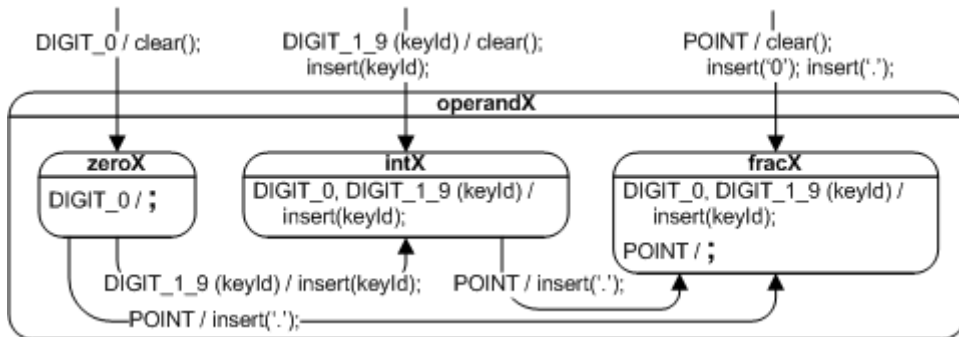 DIGIT_0 / clear();
DIGIT_1_9 (keyId) / clear();
insert(keyId);
POINT / clear();
insert(‘0’); insert(‘.’);
operandX
zeroX
DIGIT_0 / ;
intX
DIGIT_0, DIGIT_1_9 (keyId) /
insert(keyId);
fracX
DIGIT_0, DIGIT_1_9 (keyId) /
insert(keyId);
POINT / ;
DIGIT_1_9 (keyId) / insert(keyId);
POINT / insert(‘.’);
POINT / insert(‘.’);